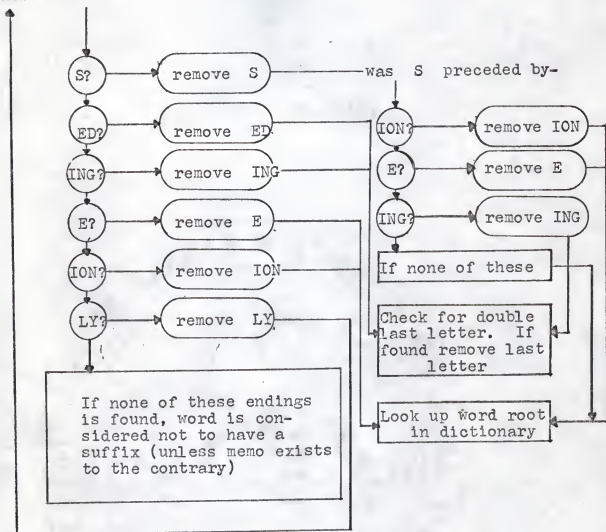 S?
remove S
was S preceded by-
ED?
remove ED
ING?
remove ING
E?
remove E
ION?
remove ION
LY?
remove LY
If none of these endings
is found, word is con-
sidered not to have a
suffix (unless memo exists
to the contrary)
ION?
remove ION
E?
remove E
ING?
remove ING
If none of these
Check for double
last letter. If
found remove last
letter
Look up word root
in dictionary